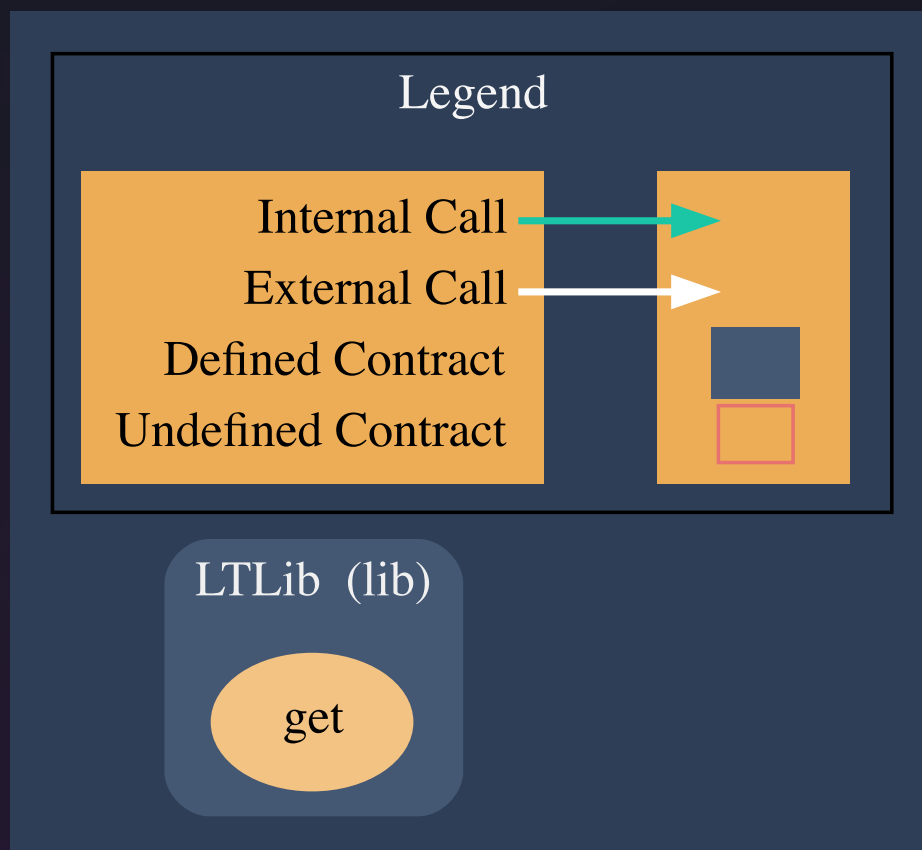 Legend
Internal Call
External Call
Defined Contract
Undefined Contract
LTLib  (lib)
get